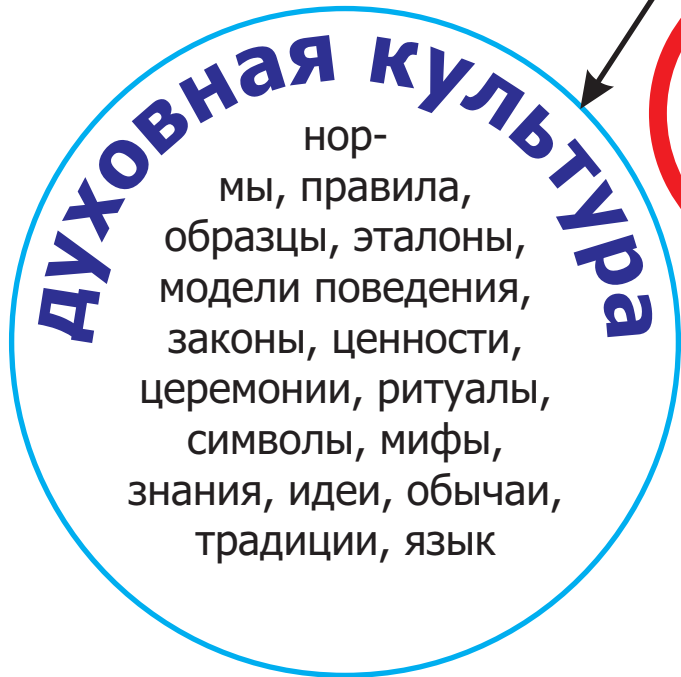 духовная культура
нор-
мы, правила,
образцы, эталоны,
модели поведения,
законы, ценности,
церемонии, ритуалы,
символы, мифы,
знания, идеи, обычаи,
традиции, язык